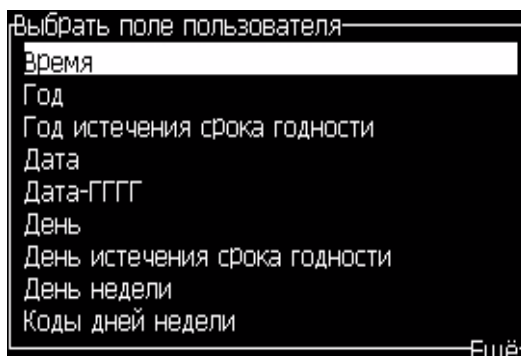 Выбрать поле пользователя
Время
Год
Год истечения срока годности
Дата
Дата-ГГГГ
День
День истечения срока годности
День недели
Коды дней недели
Ещё